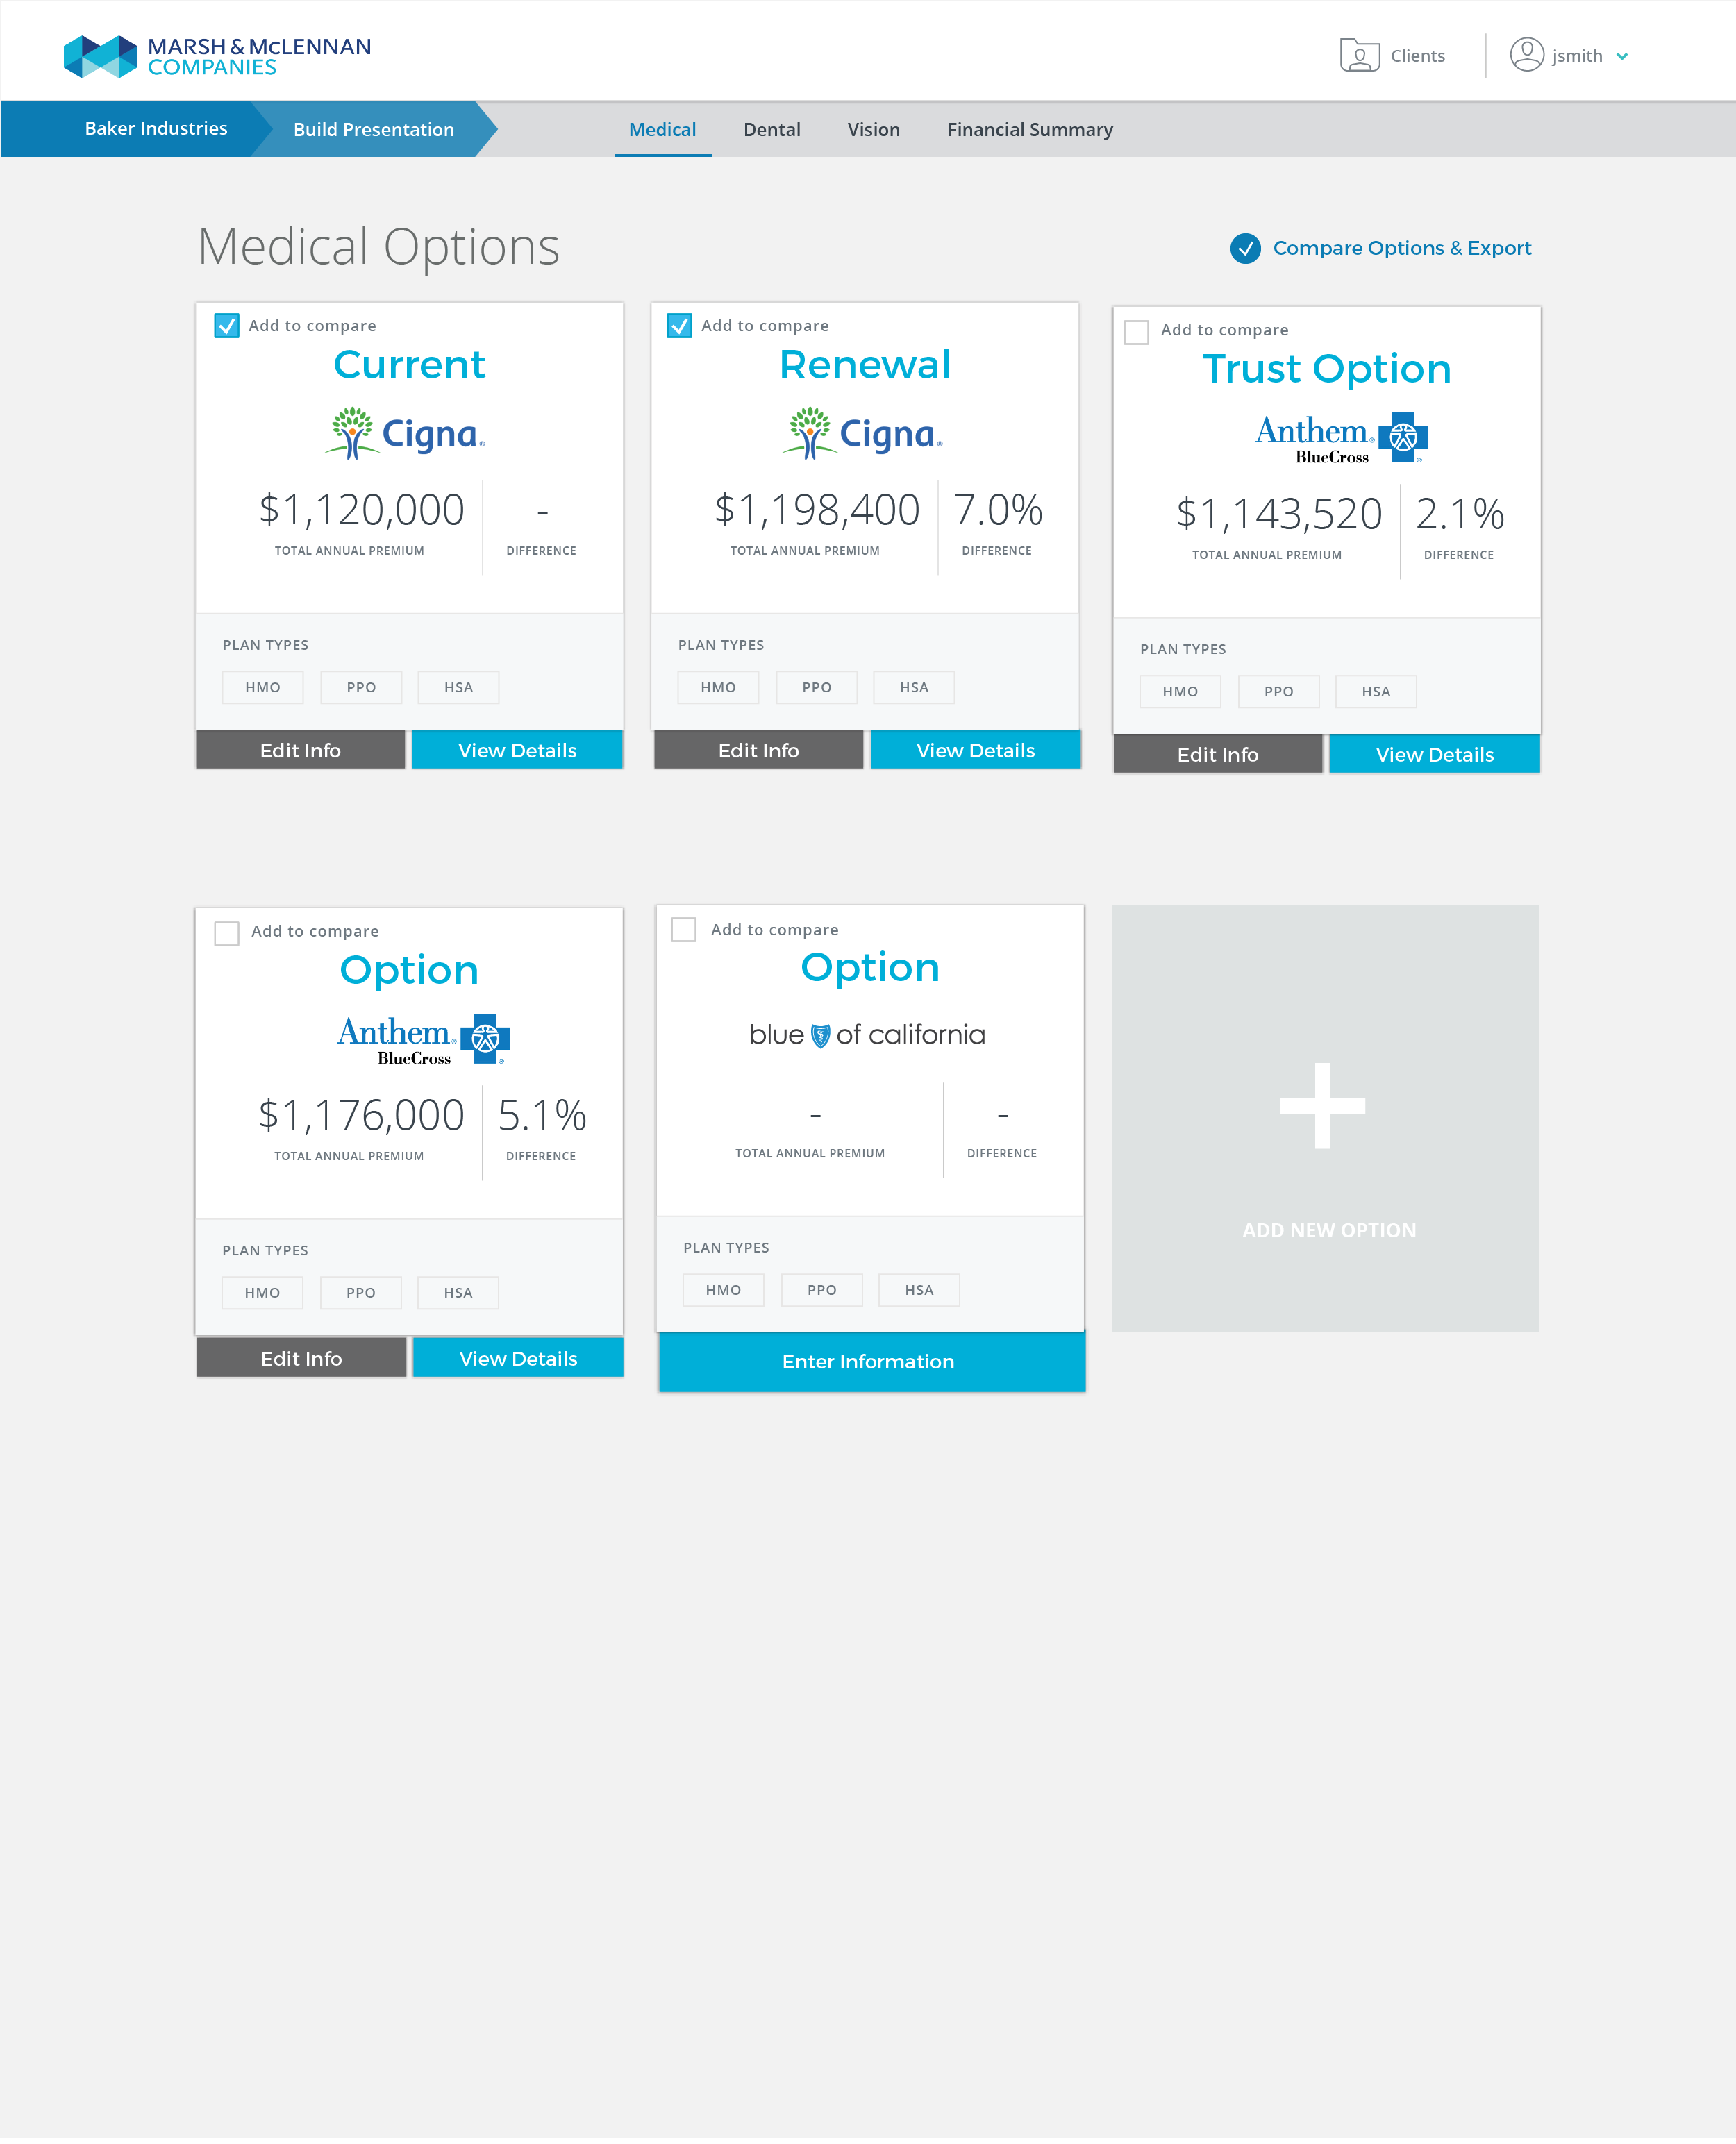 MARSH & McLENNAN
COMPANIES
Clients
jsmith
Baker Industries
Build Presentation
Medical
Dental
Vision
Financial Summary
Medical Options
Compare Options & Export
Add to compare
Current
Cigna®
$1,120,000
-
TOTAL ANNUAL PREMIUM
DIFFERENCE
PLAN TYPES
HMO
PPO
HSA
Edit Info
View Details
Add to compare
Renewal
Cigna®
$1,198,400
7.0%
TOTAL ANNUAL PREMIUM
DIFFERENCE
PLAN TYPES
HMO
PPO
HSA
Edit Info
View Details
Add to compare
Trust Option
Anthem®
BlueCross ®
$1,143,520
2.1%
TOTAL ANNUAL PREMIUM
DIFFERENCE
PLAN TYPES
HMO
PPO
HSA
Edit Info
View Details
Add to compare
Option
Anthem®
BlueCross ®
$1,176,000
5.1%
TOTAL ANNUAL PREMIUM
DIFFERENCE
PLAN TYPES
HMO
PPO
HSA
Edit Info
View Details
Add to compare
Option
blue of california
-
-
TOTAL ANNUAL PREMIUM
DIFFERENCE
PLAN TYPES
HMO
PPO
HSA
Enter Information
ADD NEW OPTION